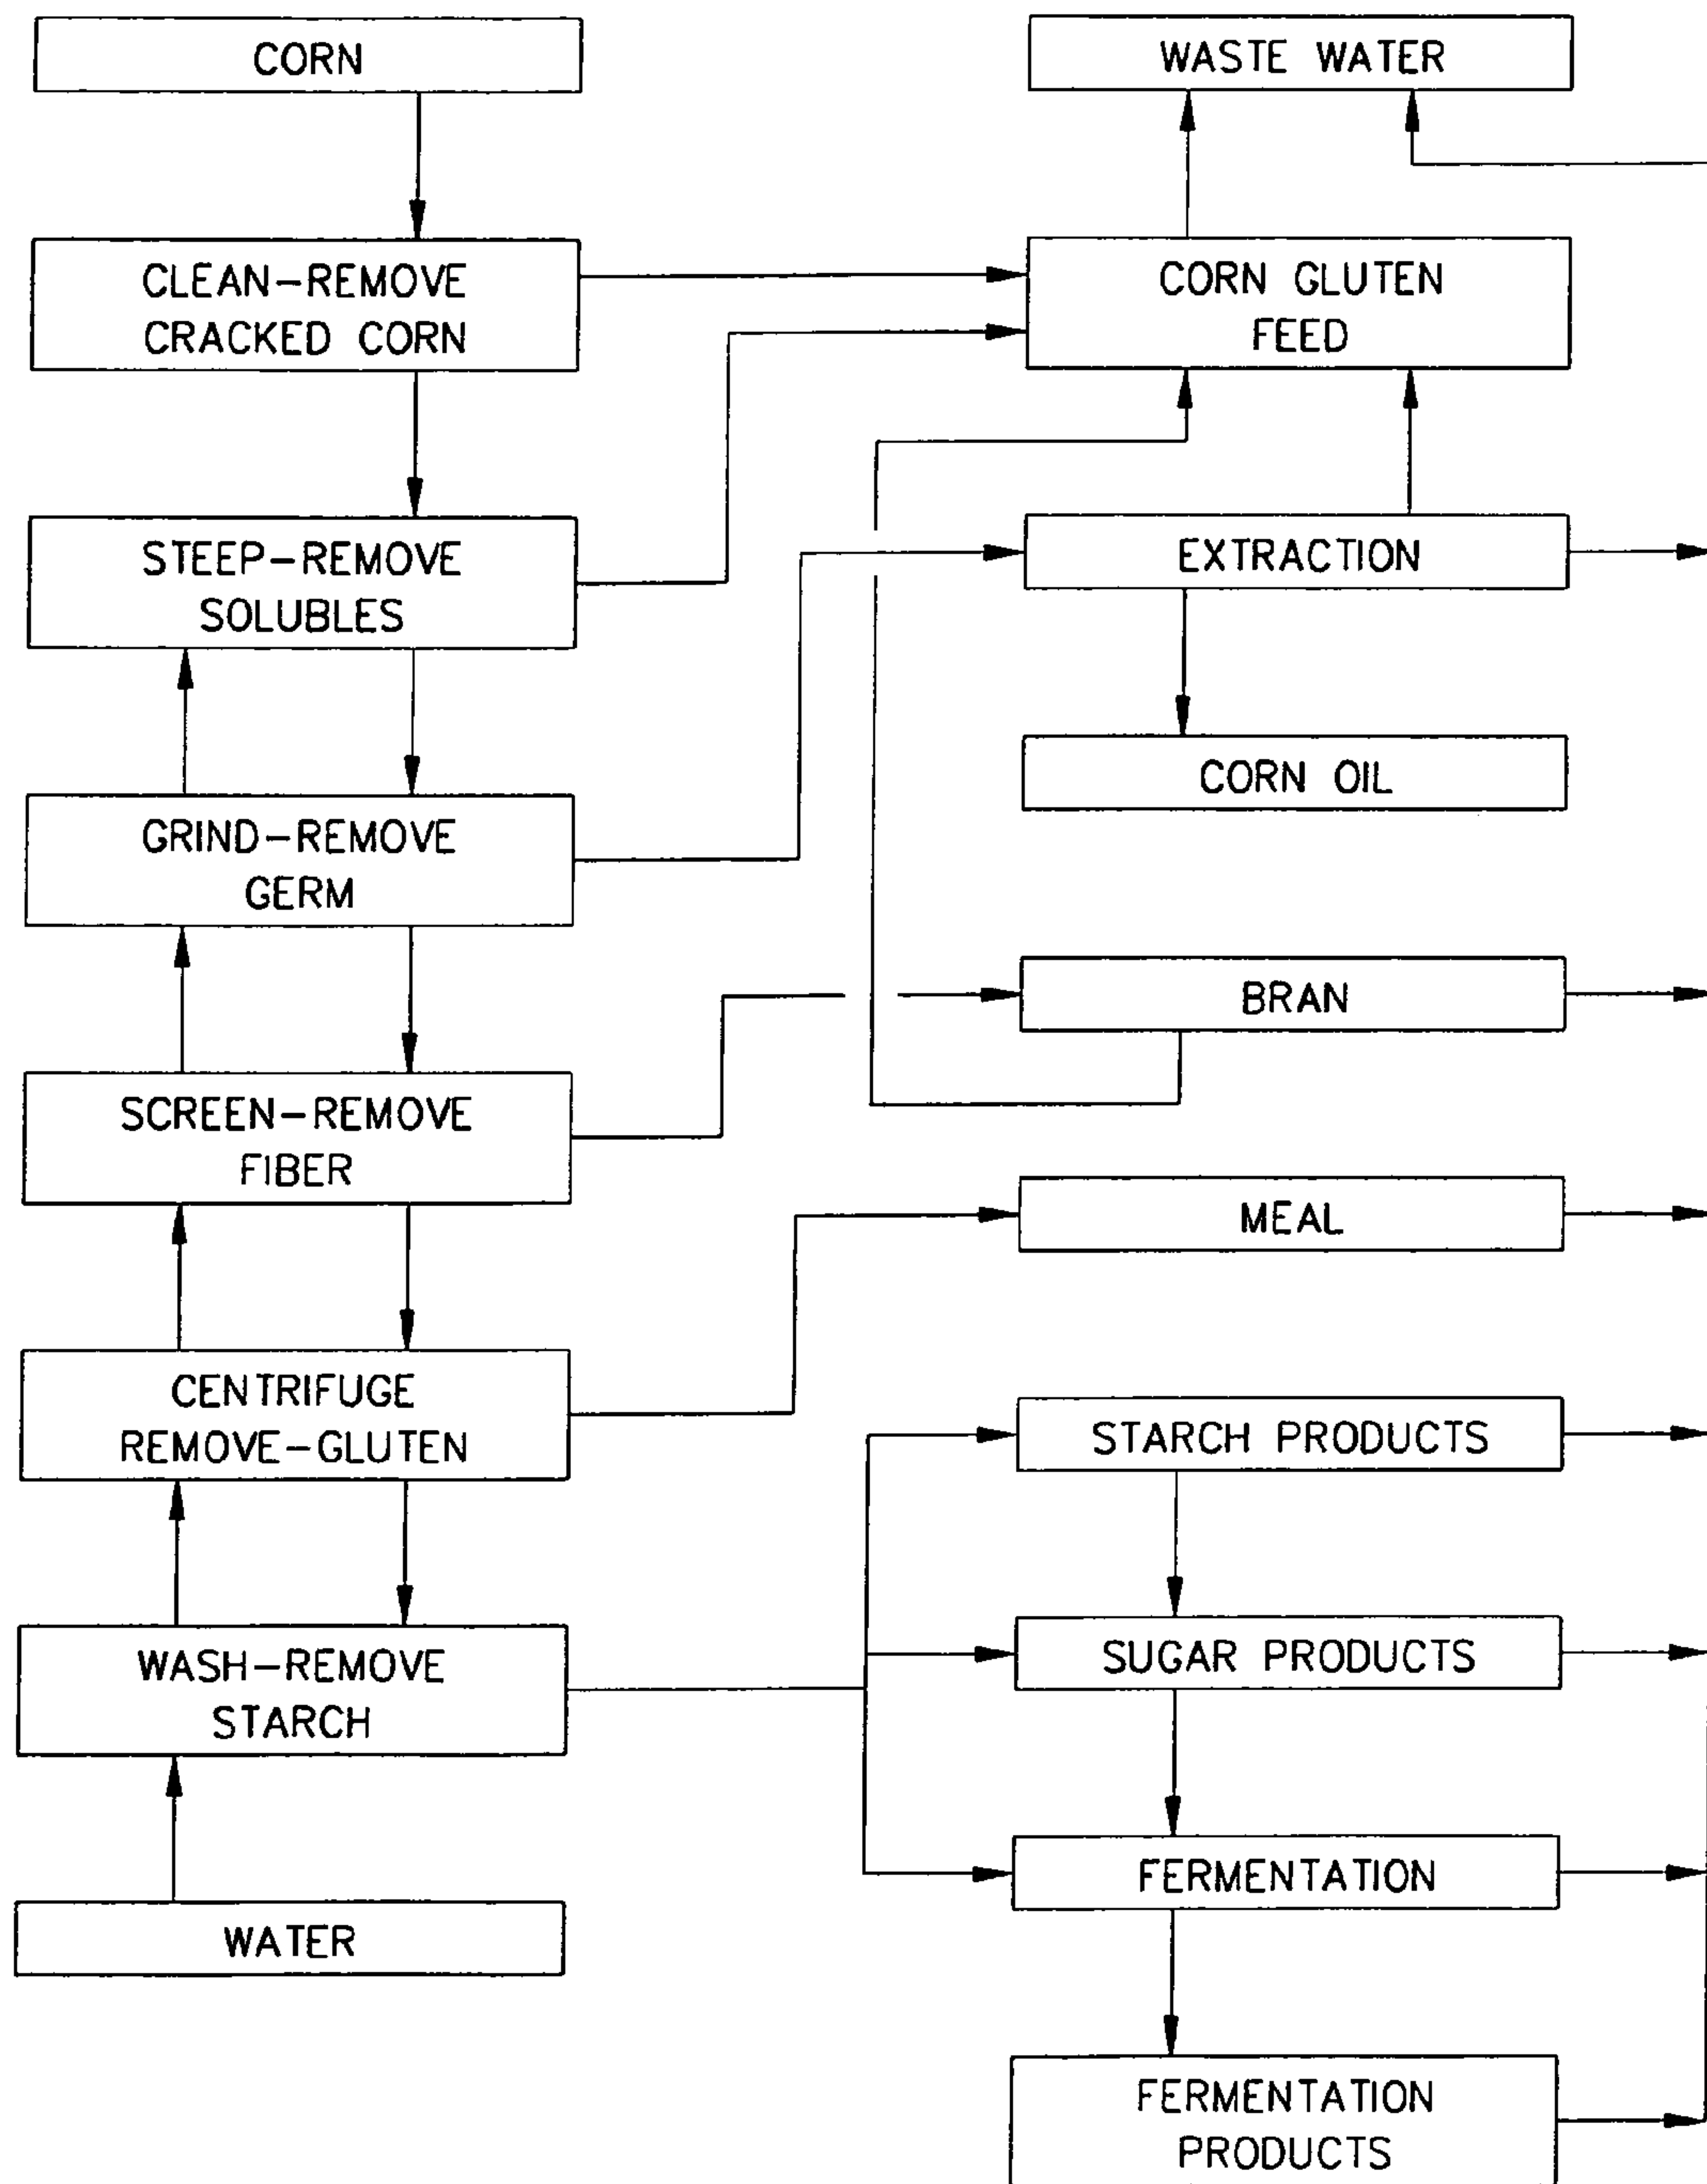 CORN
CLEAN-REMOVE
CRACKED CORN
STEEP-REMOVE
SOLUBLES
GRIND-REMOVE
GERM
SCREEN-REMOVE
FIBER
CENTRIFUGE
REMOVE-GLUTEN
WASH-REMOVE
STARCH
WATER
WASTE WATER
CORN GLUTEN
FEED
EXTRACTION
CORN OIL
BRAN
MEAL
STARCH PRODUCTS
SUGAR PRODUCTS
FERMENTATION
FERMENTATION
PRODUCTS